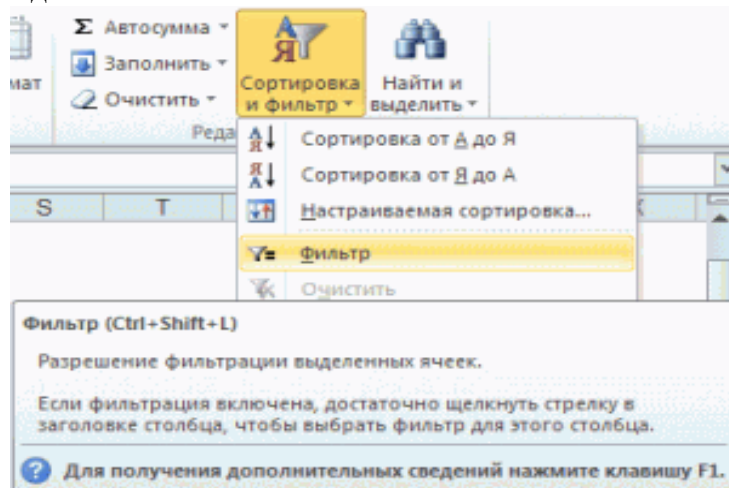 Σ Автосумма
Заполнить
Очистить
Сортировка
и фильтр
Найти и
выделить
мат
Реда
Сортировка от А до Я
Сортировка от Я до А
Настраиваемая сортировка...
S T
Фильтр
Очистить
Фильтр (Ctrl+Shift+L)
Разрешение фильтрации выделенных ячеек.
Если фильтрация включена, достаточно щелкнуть стрелку в
заголовке столбца, чтобы выбрать фильтр для этого столбца.
Для получения дополнительных сведений нажмите клавишу F1.